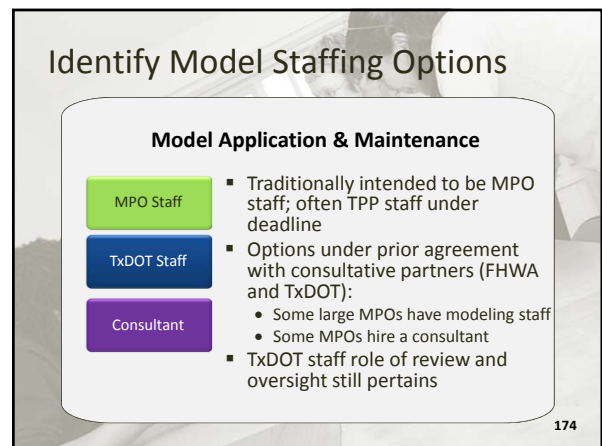 Identify Model Staffing Options
Model Application & Maintenance
MPO Staff
TxDOT Staff
Consultant
▪ Traditionally intended to be MPO
staff; often TPP staff under
deadline
▪ Options under prior agreement
with consultative partners (FHWA
and TxDOT):
• Some large MPOs have modeling staff
• Some MPOs hire a consultant
▪ TxDOT staff role of review and
oversight still pertains
174